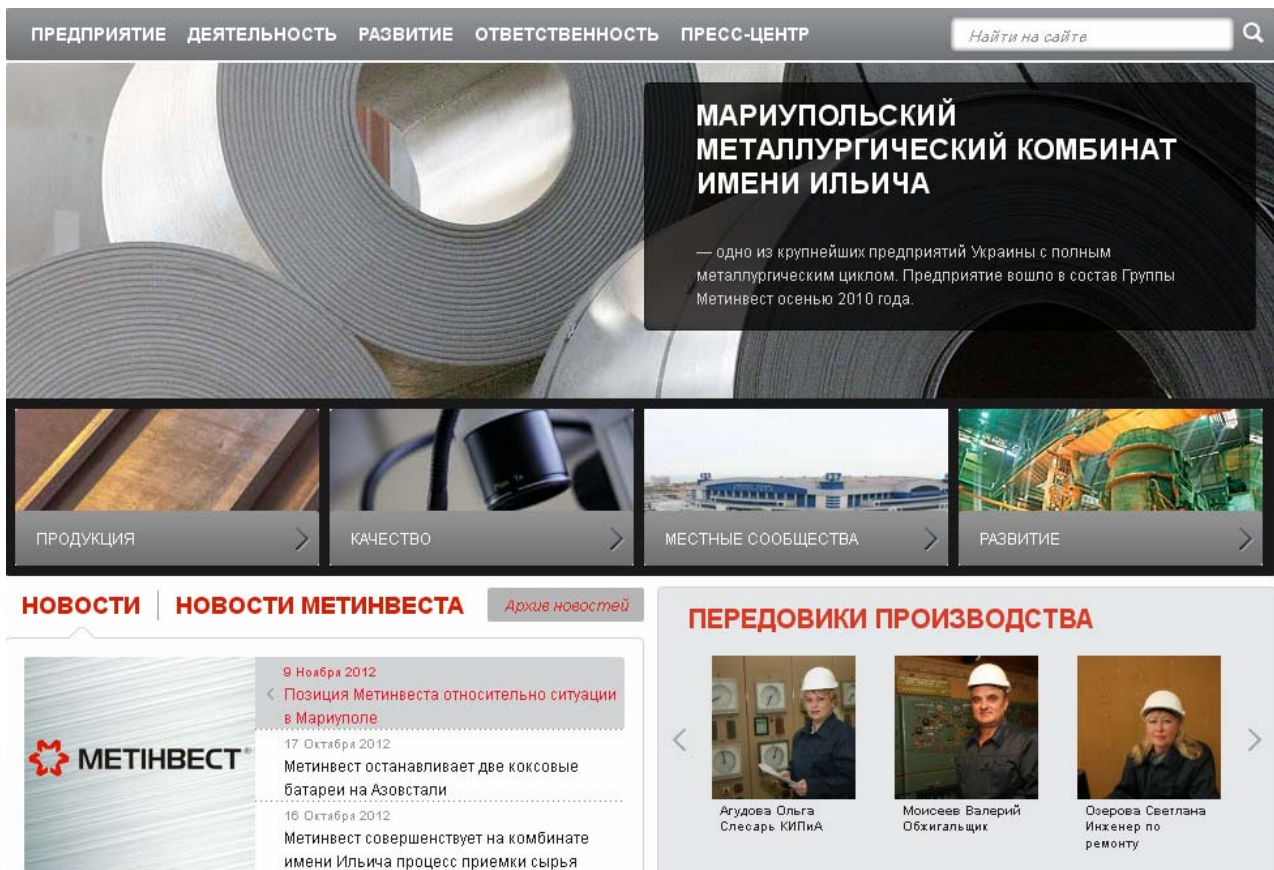 ПРЕДПРИЯТИЕ ДЕЯТЕЛЬНОСТЬ РАЗВИТИЕ ОТВЕТСТВЕННОСТЬ ПРЕСС-ЦЕНТР Найти на сайте
МАРИУПОЛЬСКИЙ
МЕТАЛЛУРГИЧЕСКИЙ КОМБИНАТ
ИМЕНИ ИЛЬИЧА
— одно из крупнейших предприятий Украины с полным
металлургическим циклом. Предприятие вошло в состав Группы
Метинвест осенью 2010 года.
ПРОДУКЦИЯ
КАЧЕСТВО
МЕСТНЫЕ СООБЩЕСТВА
РАЗВИТИЕ
НОВОСТИ НОВОСТИ МЕТИНВЕСТА Архив новостей
МЕТІНВЕСТ
9 Ноября 2012
Позиция Метинвеста относительно ситуации
в Мариуполе
17 Октября 2012
Метинвест останавливает две коксовые
батареи на Азовстали
16 Октября 2012
Метинвест совершенствует на комбинате
имени Ильича процесс приемки сырья
ПЕРЕДОВИКИ ПРОИЗВОДСТВА
Агудова Ольга
Слесарь КИПиА
Моисеев Валерий
Обжигальщик
Озерова Светлана
Инженер по
ремонту